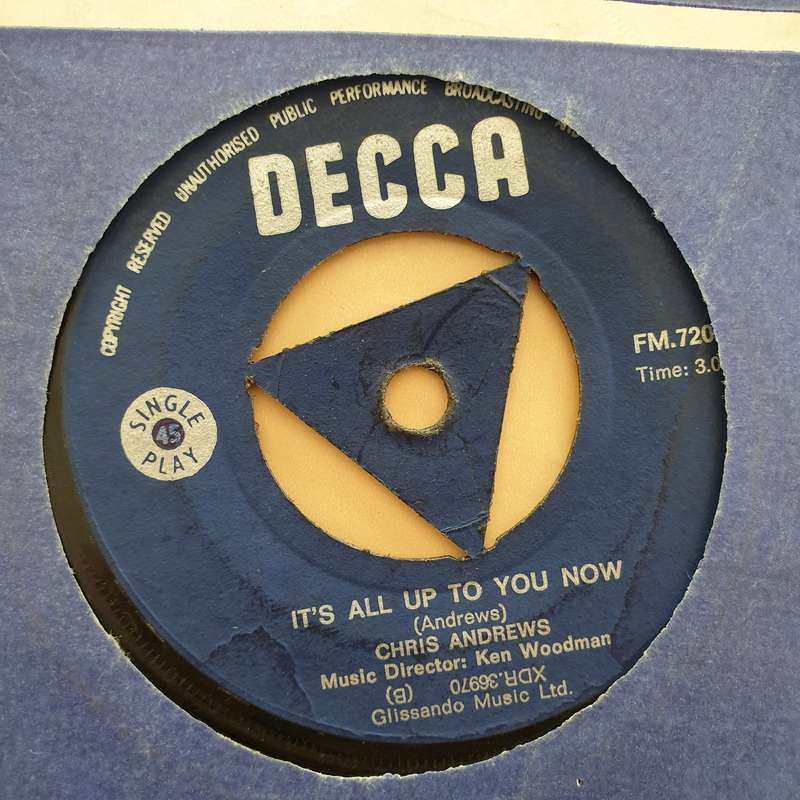 COPYRIGHT RESERVED UNAUTHORISED PUBLIC PERFORMANCE BROADCASTING AND
DECCA
FM.720
Time: 3.0
SINGLE
45
PLAY
IT'S ALL UP TO YOU NOW
(Andrews)
CHRIS ANDREWS
Music Director: Ken Woodman
(B) XDR.36970
Glissando Music Ltd.